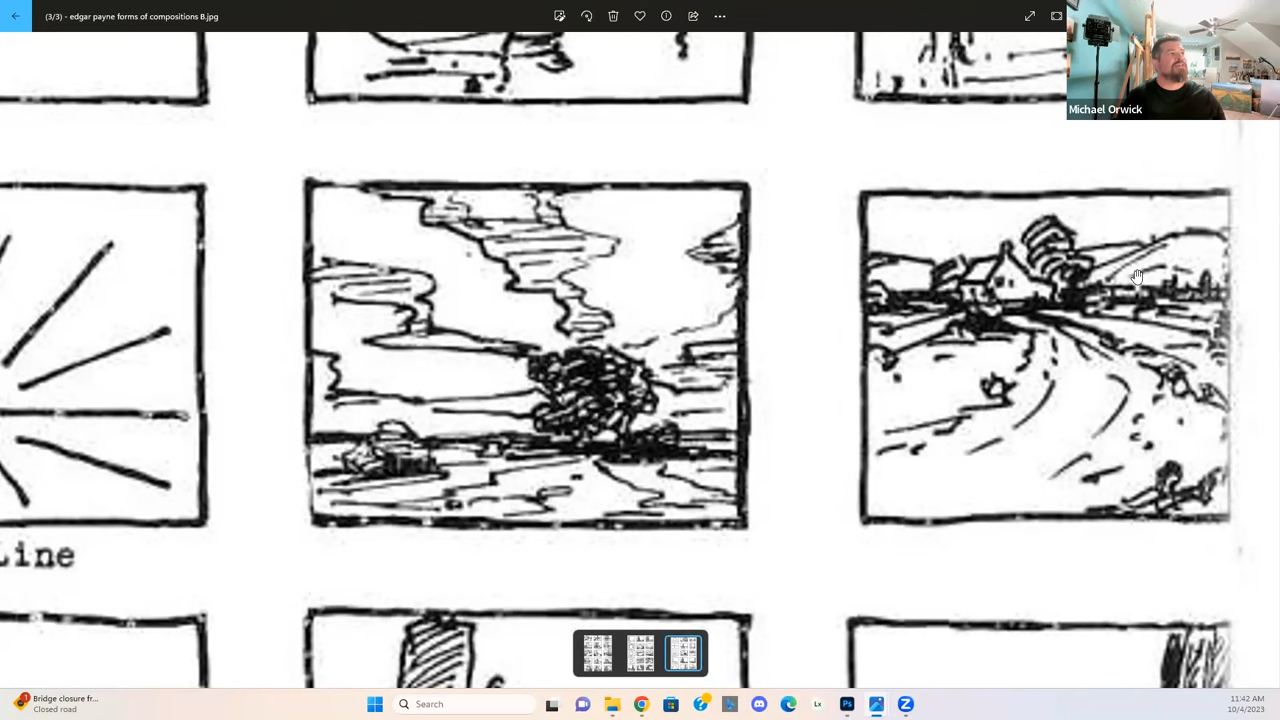 (3/3) - edgar payne forms of compositions B.jpg
Michael Orwick
Line
Bridge closure fr...
Closed road
Search
Lx
11:42 AM
10/4/2023